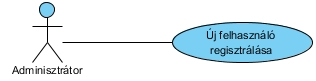 Új felhasználó
regisztrálása
Adminisztrátor